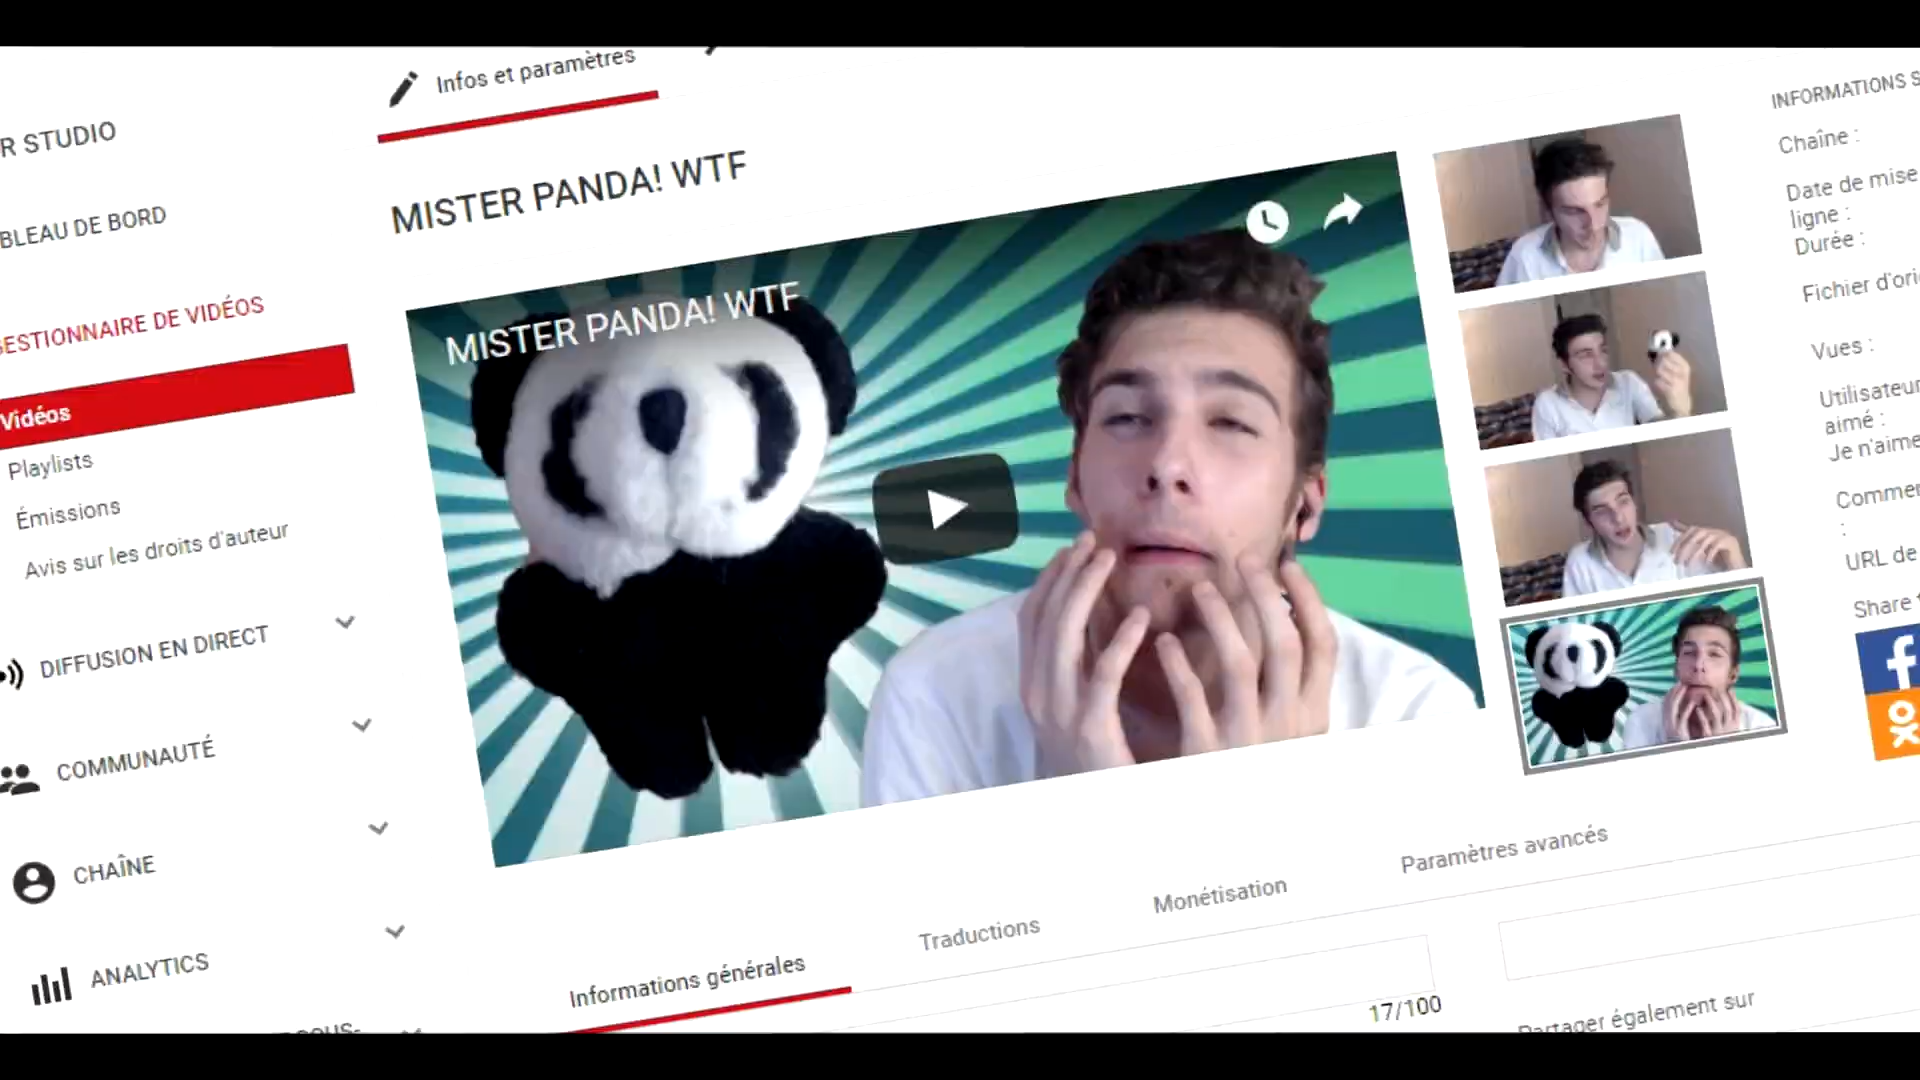 Infos et paramètres
R STUDIO
BLEAU DE BORD
GESTIONNAIRE DE VIDÉOS
Vidéos
Playlists
Émissions
Avis sur les droits d'auteur
DIFFUSION EN DIRECT
COMMUNAUTÉ
CHAÎNE
ANALYTICS
MISTER PANDA! WTF
MISTER PANDA! WTF
INFORMATIONS S
Chaîne :
Date de mise
ligne :
Durée :
Fichier d'ori
Vues :
Utilisateur
aimé :
Je n'aime
Commen
:
URL de
Share t
Informations générales
Traductions
Monétisation
Paramètres avancés
17/100
Partager également sur